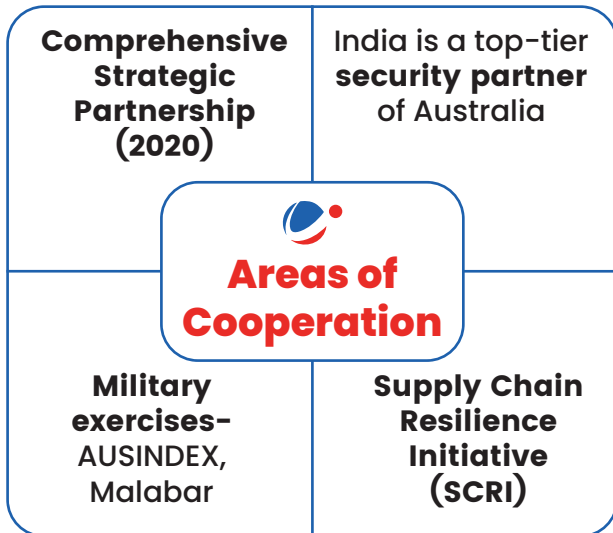 Comprehensive
Strategic
Partnership
(2020)
India is a top-tier
security partner
of Australia
Areas of
Cooperation
Military
exercises-
AUSINDEX,
Malabar
Supply Chain
Resilience
Initiative
(SCRI)